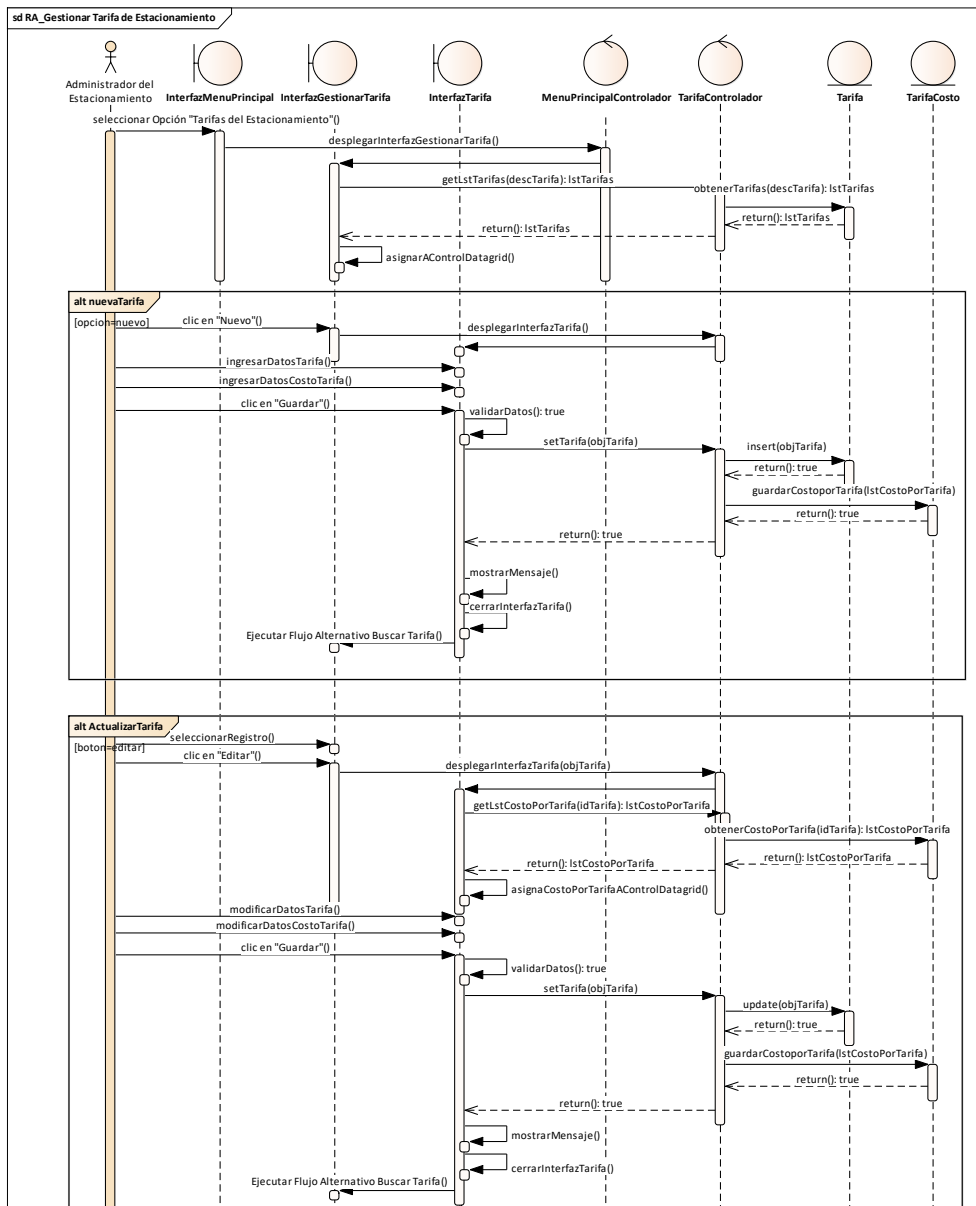 sd RA_Gestionar Tarifa de Estacionamiento
Administrador del
Estacionamiento
InterfazMenuPrincipal
InterfazGestionarTarifa
InterfazTarifa
MenuPrincipalControlador
TarifaControlador
Tarifa
TarifaCosto
seleccionar Opción "Tarifas del Estacionamiento"()
desplegarInterfazGestionarTarifa()
getLstTarifas(descTarifa): lstTarifas
obtenerTarifas(descTarifa): lstTarifas
return(): lstTarifas
return(): lstTarifas
asignarAControlDatagrid()
alt nuevaTarifa
[opcion=nuevo]
clic en "Nuevo"()
desplegarInterfazTarifa()
ingresarDatosTarifa()
ingresarDatosCostoTarifa()
clic en "Guardar"()
validarDatos(): true
setTarifa(objTarifa)
insert(objTarifa)
return(): true
guardarCostoporTarifa(lstCostoPorTarifa)
return(): true
return(): true
mostrarMensaje()
cerrarInterfazTarifa()
Ejecutar Flujo Alternativo Buscar Tarifa()
alt ActualizarTarifa
[boton=editar]
seleccionarRegistro()
clic en "Editar"()
desplegarInterfazTarifa(objTarifa)
getLstCostoPorTarifa(idTarifa): lstCostoPorTarifa
obtenerCostoPorTarifa(idTarifa): lstCostoPorTarifa
return(): lstCostoPorTarifa
return(): lstCostoPorTarifa
asignaCostoPorTarifaAControlDatagrid()
modificarDatosTarifa()
modificarDatosCostoTarifa()
clic en "Guardar"()
validarDatos(): true
setTarifa(objTarifa)
update(objTarifa)
return(): true
guardarCostoporTarifa(lstCostoPorTarifa)
return(): true
return(): true
mostrarMensaje()
cerrarInterfazTarifa()
Ejecutar Flujo Alternativo Buscar Tarifa()